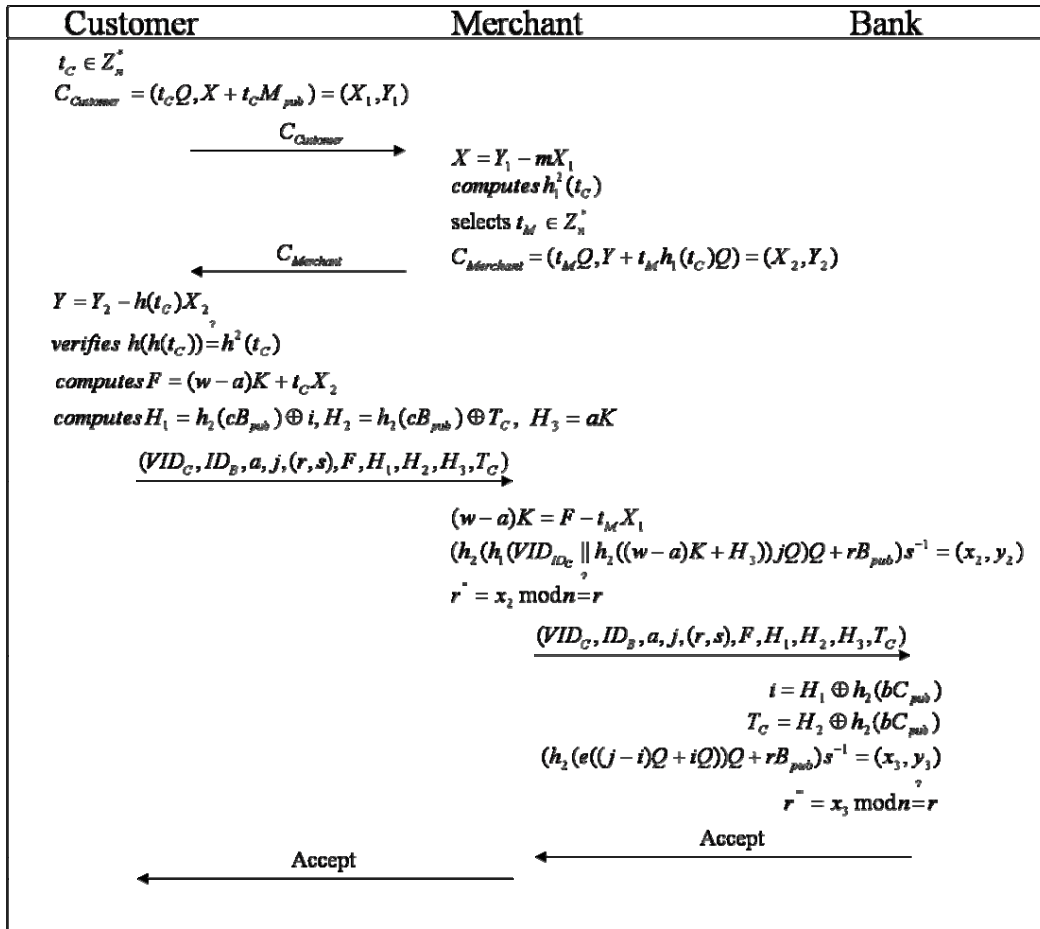 Customer Merchant Bank
t_C ∈ Z_n^*
C_Customer = (t_C Q, X + t_C M_pub) = (X_1, Y_1)
C_Customer
X = Y_1 − mX_1
computes h_1^2(t_C)
selects t_M ∈ Z_n^*
C_Merchant
C_Merchant = (t_M Q, Y + t_M h_1(t_C)Q) = (X_2, Y_2)
Y = Y_2 − h(t_C)X_2
verifies h(h(t_C)) =? h^2(t_C)
computes F = (w − a)K + t_C X_2
computes H_1 = h_2(cB_pub) ⊕ i, H_2 = h_2(cB_pub) ⊕ T_C, H_3 = aK
(VID_C, ID_B, a, j, (r, s), F, H_1, H_2, H_3, T_C)
(w − a)K = F − t_M X_1
(h_2(h_1(VID_ID_C || h_2((w − a)K + H_3))jQ)Q + rB_pub)s^−1 = (x_2, y_2)
r^" = x_2 mod n =? r
(VID_C, ID_B, a, j, (r, s), F, H_1, H_2, H_3, T_C)
i = H_1 ⊕ h_2(bC_pub)
T_C = H_2 ⊕ h_2(bC_pub)
(h_2(e((j − i)Q + iQ))Q + rB_pub)s^−1 = (x_3, y_3)
r^‴ = x_3 mod n =? r
Accept
Accept